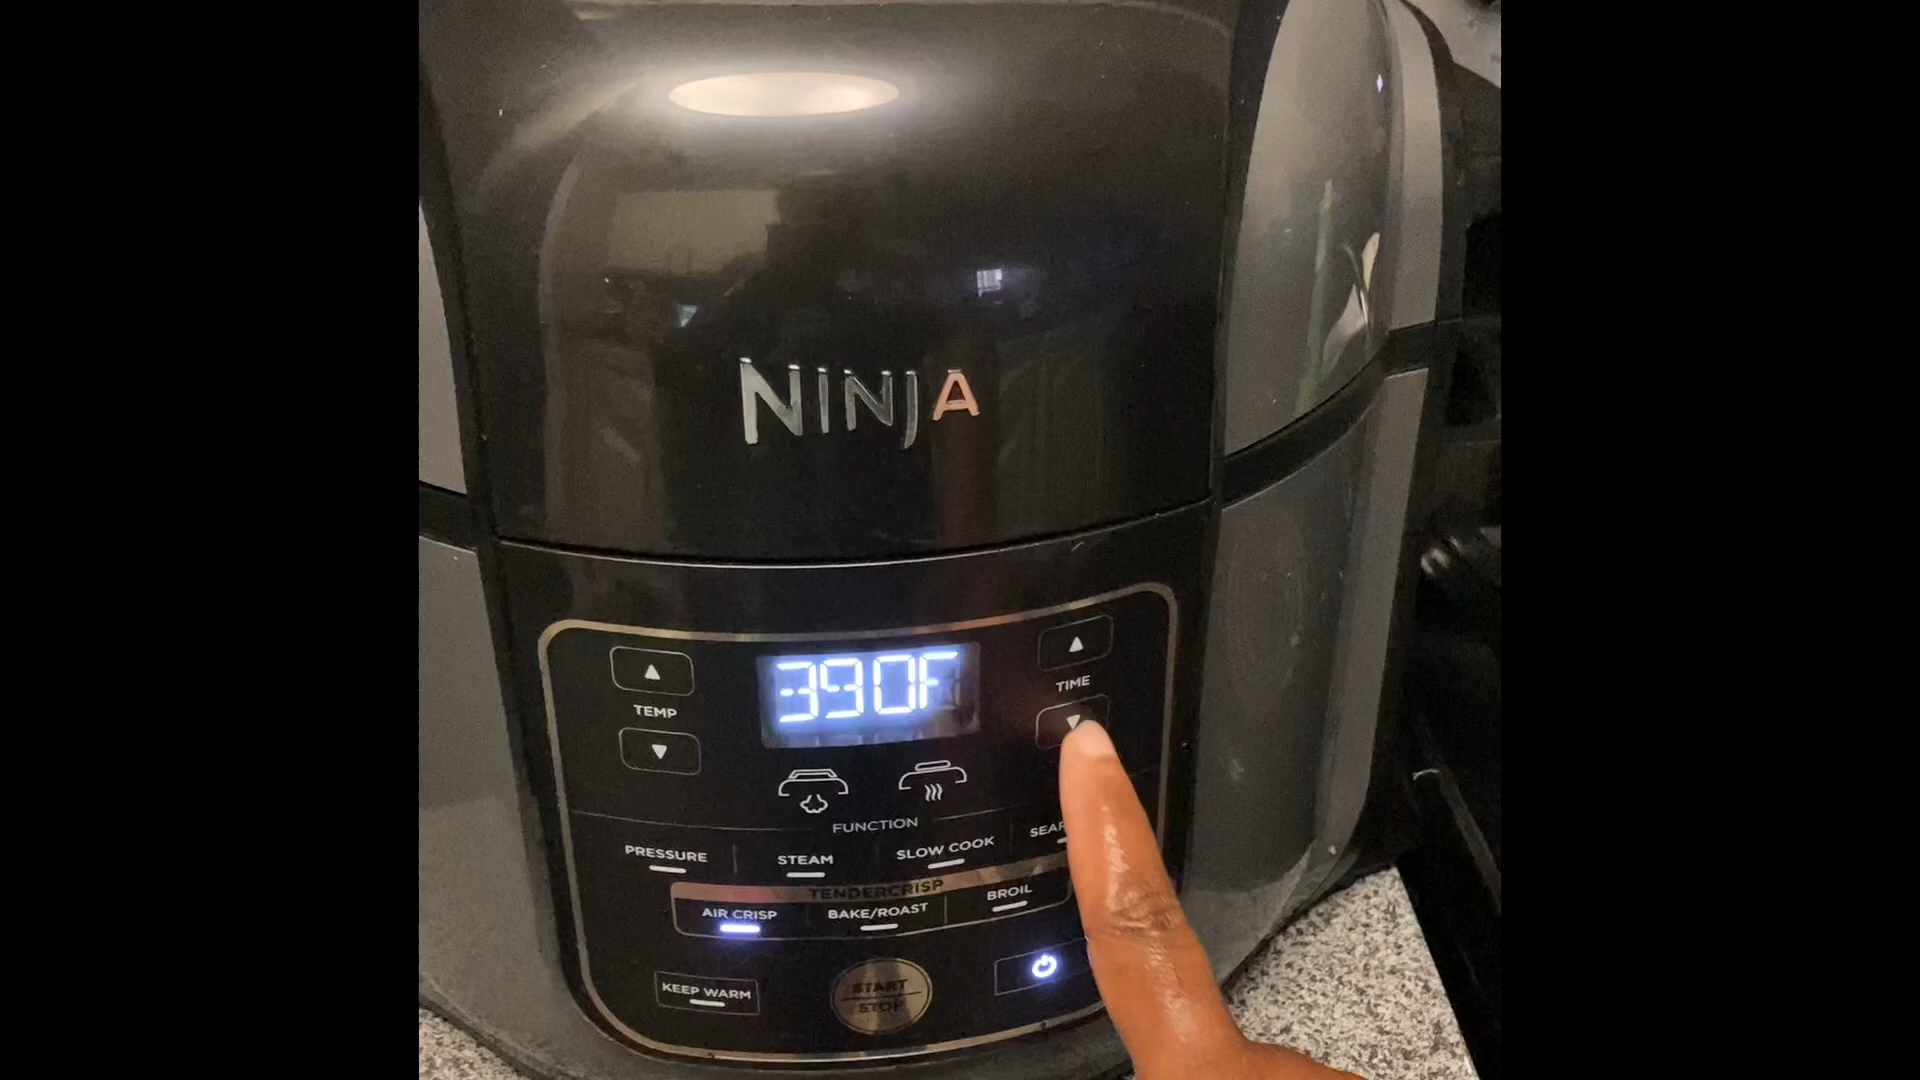 NINJA
390F
TIME
TEMP
FUNCTION
PRESSURE STEAM SLOW COOK
TENDERCRISP
AIR CRISP BAKE/ROAST BROIL
KEEP WARM
START
STOP